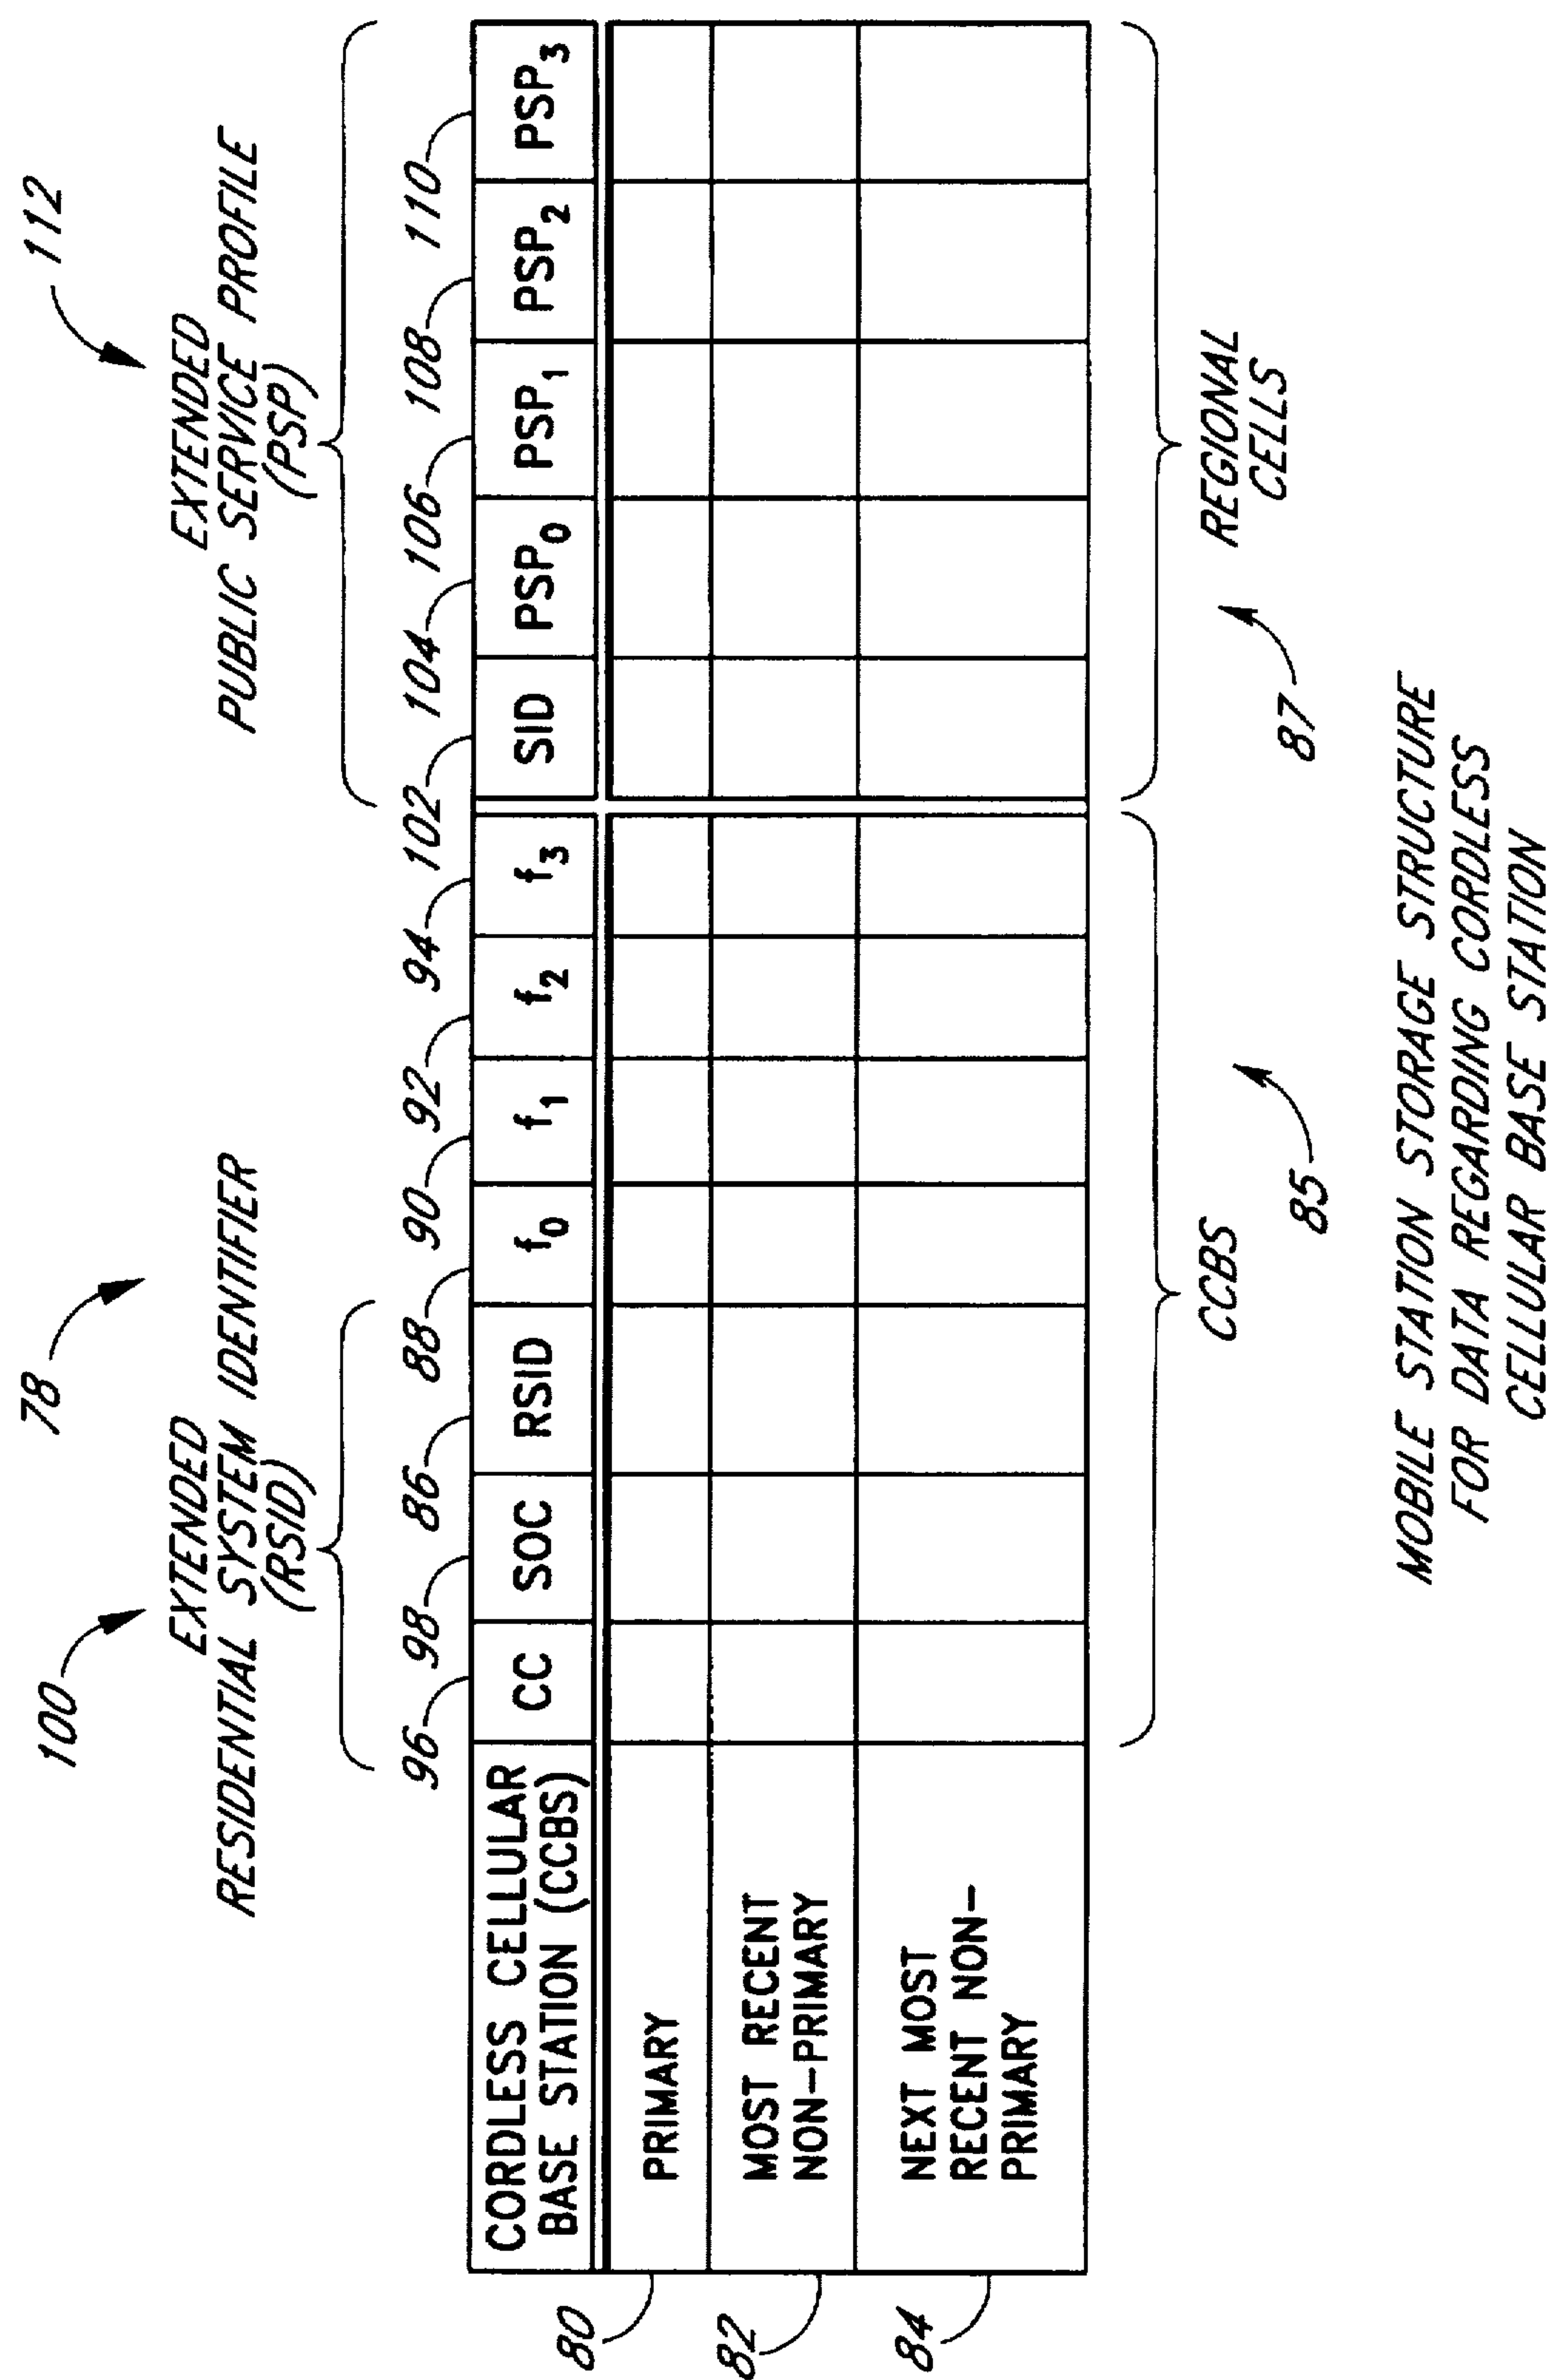 78
100
112
EXTENDED
RESIDENTIAL SYSTEM IDENTIFIER
(RSID)
EXTENDED
PUBLIC SERVICE PROFILE
(PSP)
96 98 86 88 90 92 94 102 104 106 108 110
CORDLESS CELLULAR
BASE STATION (CCBS)
CC SOC RSID f0 f1 f2 f3 SID PSP0 PSP1 PSP2 PSP3
80 PRIMARY
82 MOST RECENT
NON-PRIMARY
84 NEXT MOST
RECENT NON-
PRIMARY
CCBS
85
REGIONAL
CELLS
87
MOBILE STATION STORAGE STRUCTURE
FOR DATA REGARDING CORDLESS
CELLULAR BASE STATION